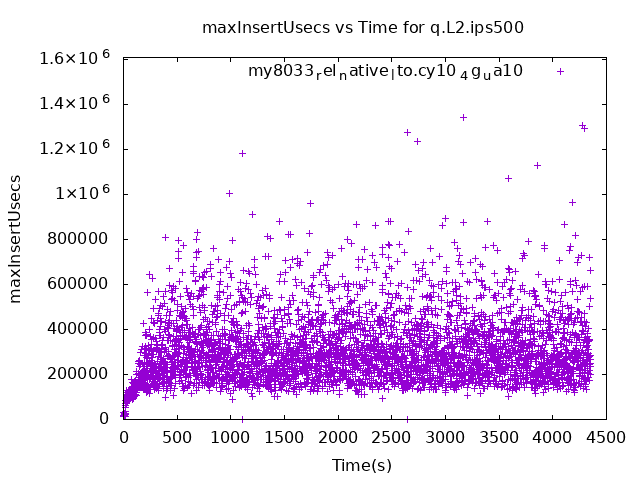 maxInsertUsecs vs Time for q.L2.ips500
my8033relnativelto.cy104gua10
1.6×10 6
1.4×10 6
1.2×10 6
1×10 6
800000
600000
400000
200000
0
maxInsertUsecs
0 500 1000 1500 2000 2500 3000 3500 4000 4500
Time(s)